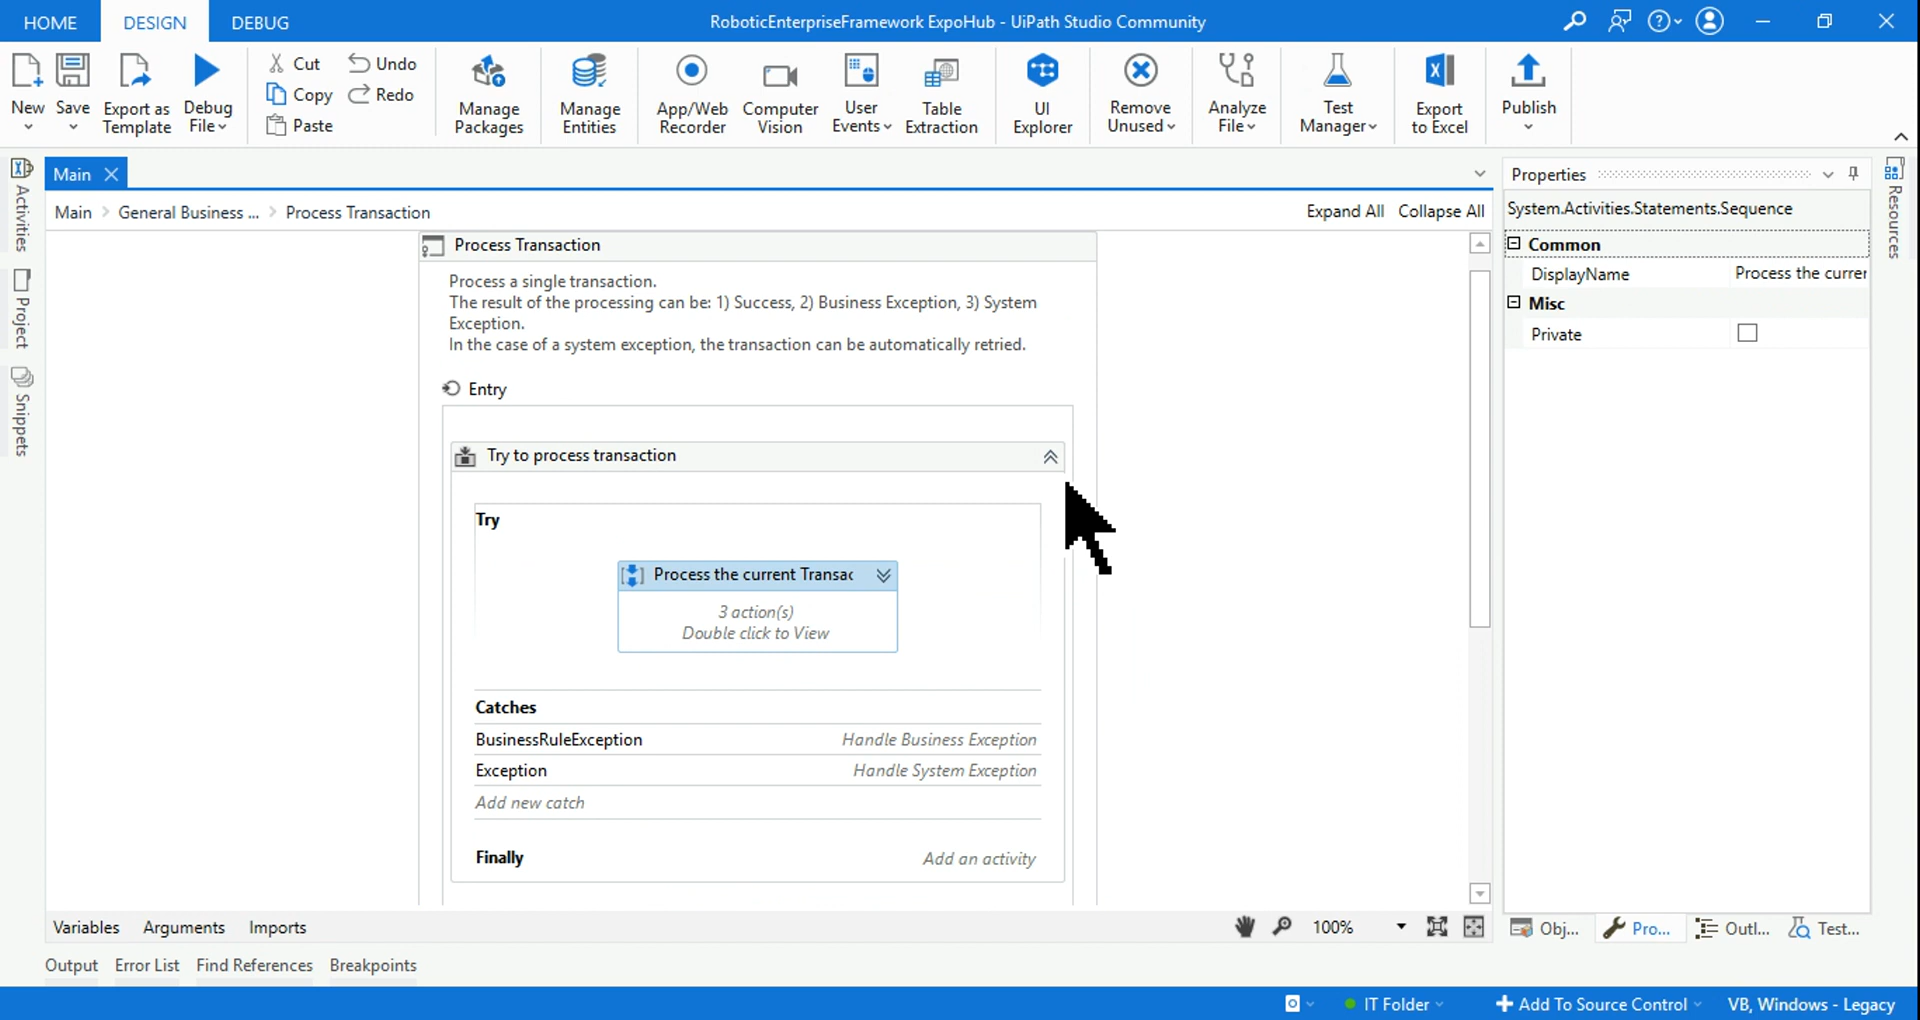 HOME DESIGN DEBUG RoboticEnterpriseFramework ExpoHub - UiPath Studio Community
New Save Export as Template Debug File Cut Copy Paste Undo Redo Manage Packages Manage Entities App/Web Recorder Computer Vision User Events Table Extraction UI Explorer Remove Unused Analyze File Test Manager Export to Excel Publish
Activities
Project
Snippets
Main
Main General Business ... Process Transaction Expand All Collapse All
Process Transaction
Process a single transaction.
The result of the processing can be: 1) Success, 2) Business Exception, 3) System
Exception.
In the case of a system exception, the transaction can be automatically retried.
Entry
Try to process transaction
Try
Process the current Transac
3 action(s)
Double click to View
Catches
BusinessRuleException Handle Business Exception
Exception Handle System Exception
Add new catch
Finally Add an activity
Properties
System.Activities.Statements.Sequence
Common
DisplayName Process the currer
Misc
Private
Resources
Variables Arguments Imports 100% Obj... Pro... Outl... Test...
Output Error List Find References Breakpoints
IT Folder Add To Source Control VB, Windows - Legacy